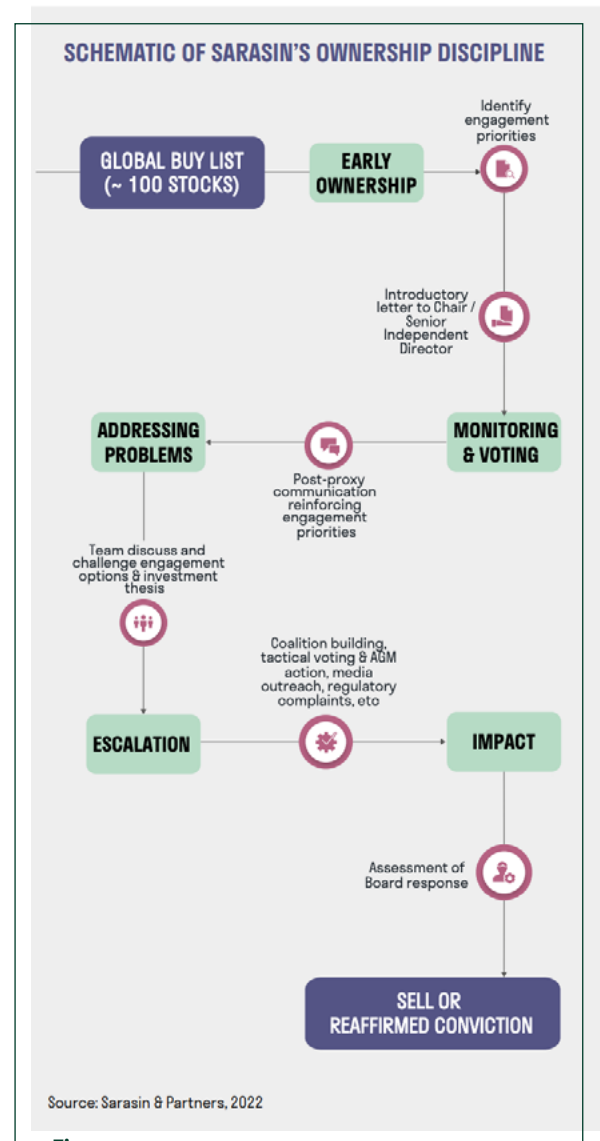 SCHEMATIC OF SARASIN'S OWNERSHIP DISCIPLINE
Identify
engagement
priorities
GLOBAL BUY LIST
(~ 100 STOCKS)
EARLY
OWNERSHIP
Introductory
letter to Chair /
Senior
Independent
Director
ADDRESSING
PROBLEMS
MONITORING
& VOTING
Post-proxy
communication
reinforcing
engagement
priorities
Team discuss and
challenge engagement
options & investment
thesis
Coalition building,
tactical voting & AGM
action, media
outreach, regulatory
complaints, etc
ESCALATION
IMPACT
Assessment of
Board response
SELL OR
REAFFIRMED CONVICTION
Source: Sarasin & Partners, 2022